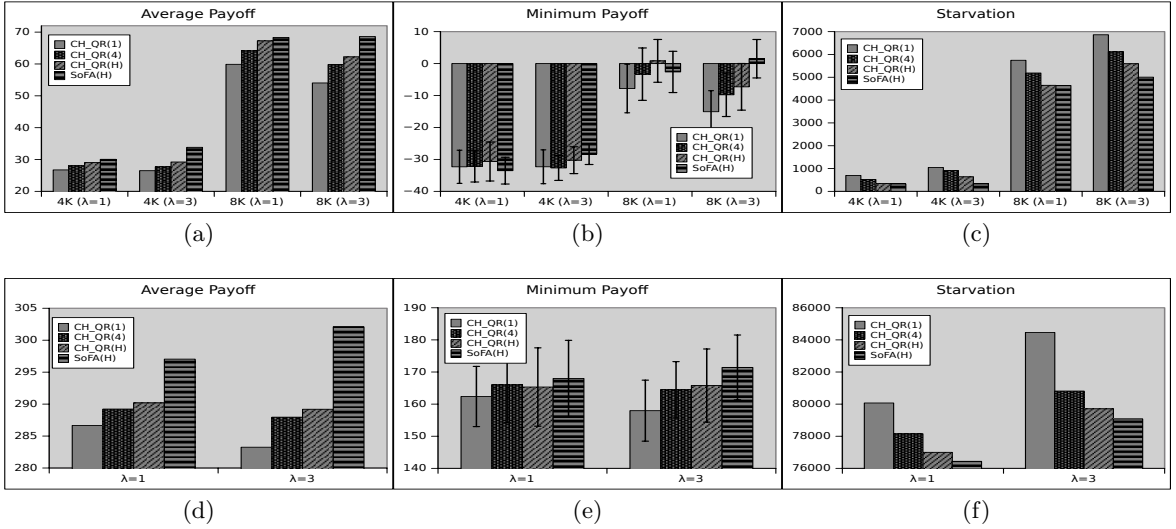 Average Payoff
70
60
50
40
30
20
CH_QR(1)
CH_QR(4)
CH_QR(H)
SoFA(H)
4K (λ=1) 4K (λ=3) 8K (λ=1) 8K (λ=3)
(a)
Minimum Payoff
10
0
−10
−20
−30
−40
CH_QR(1)
CH_QR(4)
CH_QR(H)
SoFA(H)
4K (λ=1) 4K (λ=3) 8K (λ=1) 8K (λ=3)
(b)
Starvation
7000
6000
5000
4000
3000
2000
1000
0
CH_QR(1)
CH_QR(4)
CH_QR(H)
SoFA(H)
4K (λ=1) 4K (λ=3) 8K (λ=1) 8K (λ=3)
(c)
Average Payoff
305
300
295
290
285
280
CH_QR(1)
CH_QR(4)
CH_QR(H)
SoFA(H)
λ=1 λ=3
(d)
Minimum Payoff
190
180
170
160
150
140
CH_QR(1)
CH_QR(4)
CH_QR(H)
SoFA(H)
λ=1 λ=3
(e)
Starvation
86000
84000
82000
80000
78000
76000
CH_QR(1)
CH_QR(4)
CH_QR(H)
SoFA(H)
λ=1 λ=3
(f)